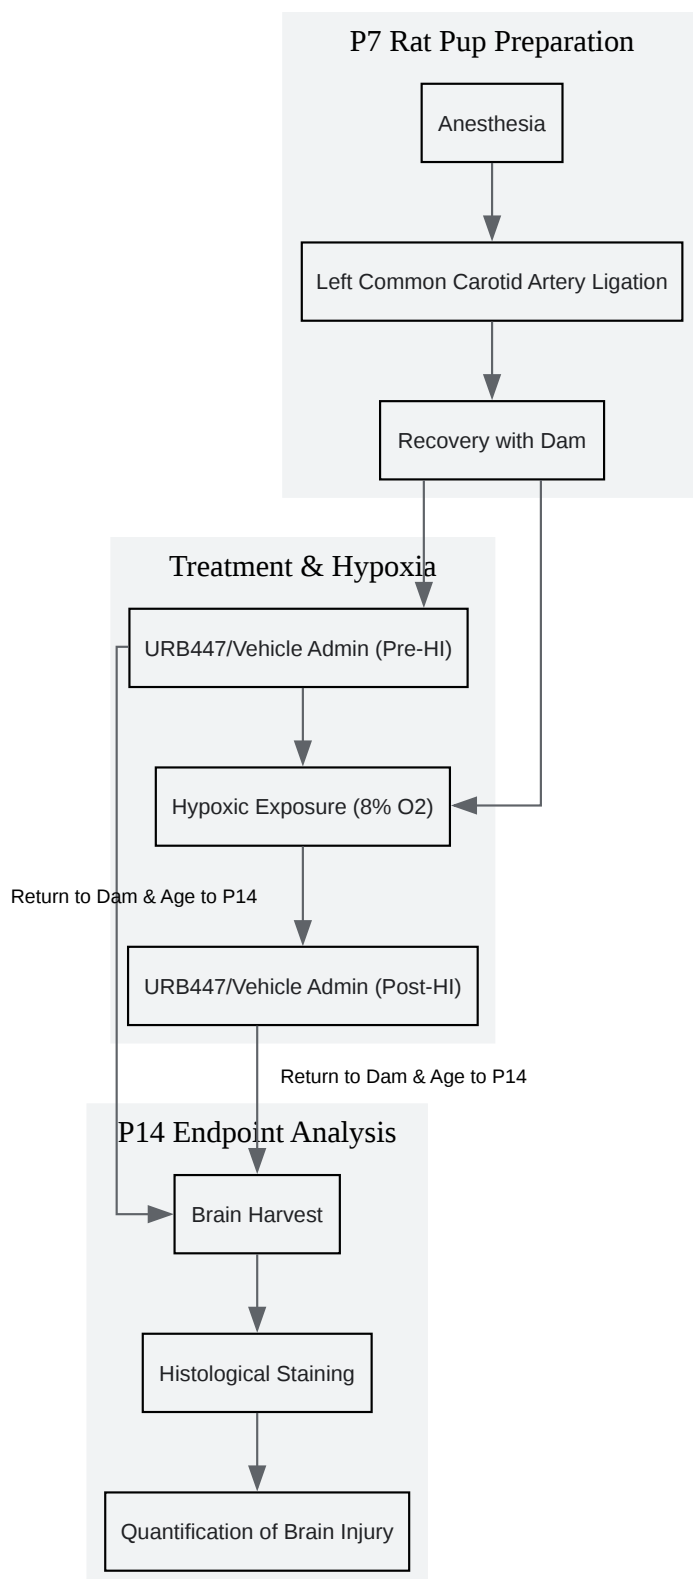 P7 Rat Pup Preparation
Anesthesia
Left Common Carotid Artery Ligation
Recovery with Dam
Treatment & Hypoxia
URB447/Vehicle Admin (Pre-HI)
Hypoxic Exposure (8% O2)
Return to Dam & Age to P14
URB447/Vehicle Admin (Post-HI)
Return to Dam & Age to P14
P14 Endpoint Analysis
Brain Harvest
Histological Staining
Quantification of Brain Injury